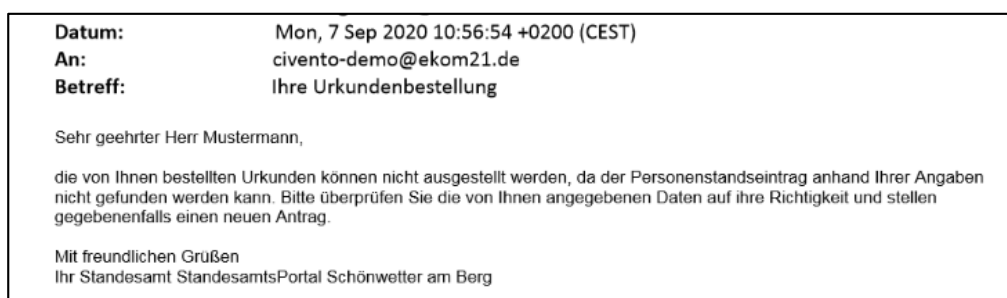 Datum: Mon, 7 Sep 2020 10:56:54 +0200 (CEST)
An: civento-demo@ekom21.de
Betreff: Ihre Urkundenbestellung
Sehr geehrter Herr Mustermann,
die von Ihnen bestellten Urkunden können nicht ausgestellt werden, da der Personenstandseintrag anhand Ihrer Angaben
nicht gefunden werden kann. Bitte überprüfen Sie die von Ihnen angegebenen Daten auf ihre Richtigkeit und stellen
gegebenenfalls einen neuen Antrag.
Mit freundlichen Grüßen
Ihr Standesamt StandesamtsPortal Schönwetter am Berg